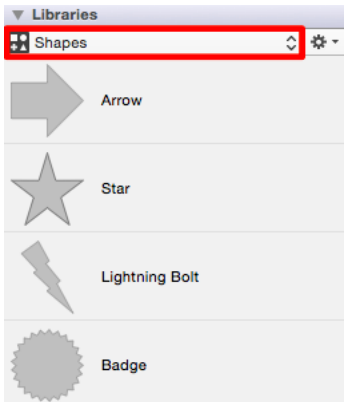 Libraries
Shapes
Arrow
Star
Lightning Bolt
Badge